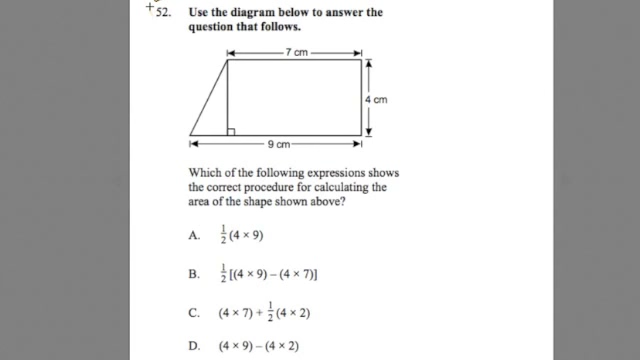 +52. Use the diagram below to answer the
question that follows.
7 cm
4 cm
9 cm
Which of the following expressions shows
the correct procedure for calculating the
area of the shape shown above?
A. 1/2 (4 × 9)
B. 1/2 [(4 × 9) – (4 × 7)]
C. (4 × 7) + 1/2 (4 × 2)
D. (4 × 9) – (4 × 2)